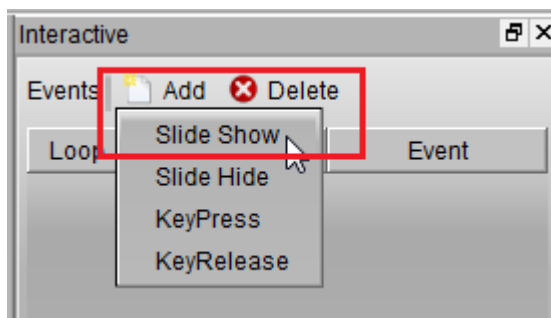 Interactive
Events Add Delete
Loop Event
Slide Show
Slide Hide
KeyPress
KeyRelease